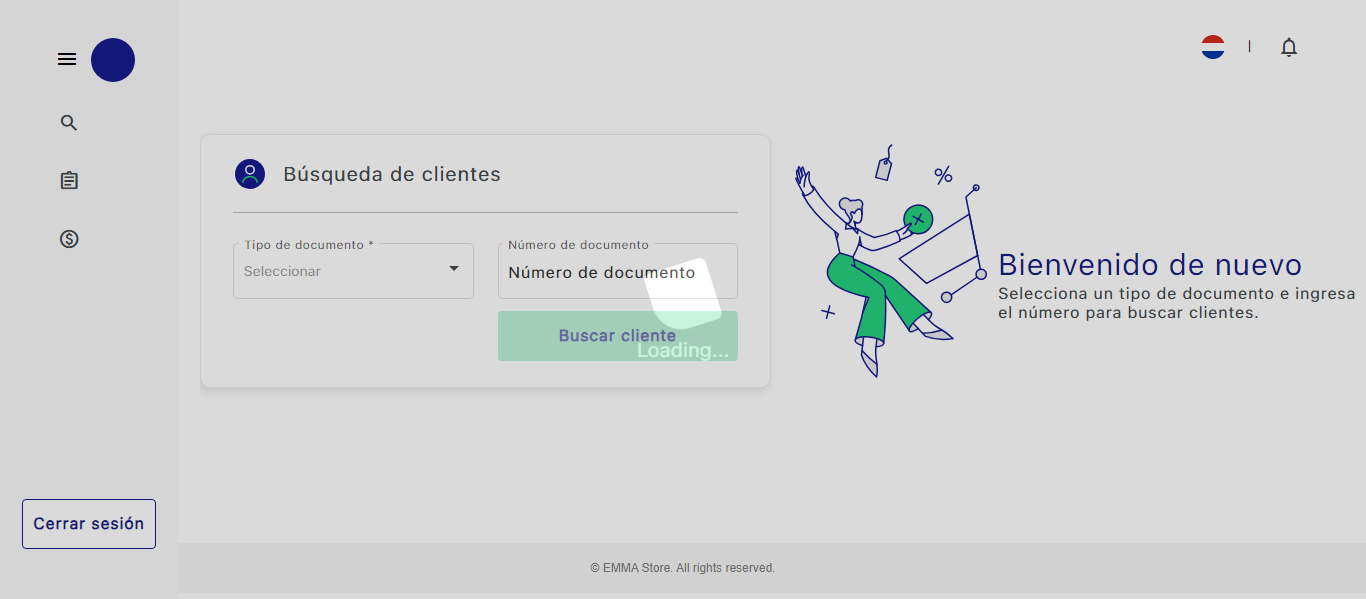 Búsqueda de clientes
Tipo de documento *
Seleccionar
Número de documento
Número de documento
Buscar cliente
Loading...
Bienvenido de nuevo
Selecciona un tipo de documento e ingresa
el número para buscar clientes.
Cerrar sesión
© EMMA Store. All rights reserved.